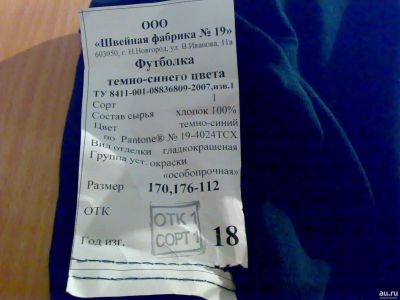 ООО
«Швейная фабрика № 19»
603050, г. Н.Новгород, ул. В.Иванова, 11а
Футболка
темно-синего цвета
ТУ 8411-001-08836809-2007,изв.1
Сорт 1
Состав сырья хлопок 100%
Цвет темно-синий
по Pantone® № 19-4024TCX
Вид отделки гладкокрашеная
Группа уст. окраски
«особопрочная»
Размер 170,176-112
ОТК
ОТК 1
СОРТ 1
Год изг. 18
au.ru